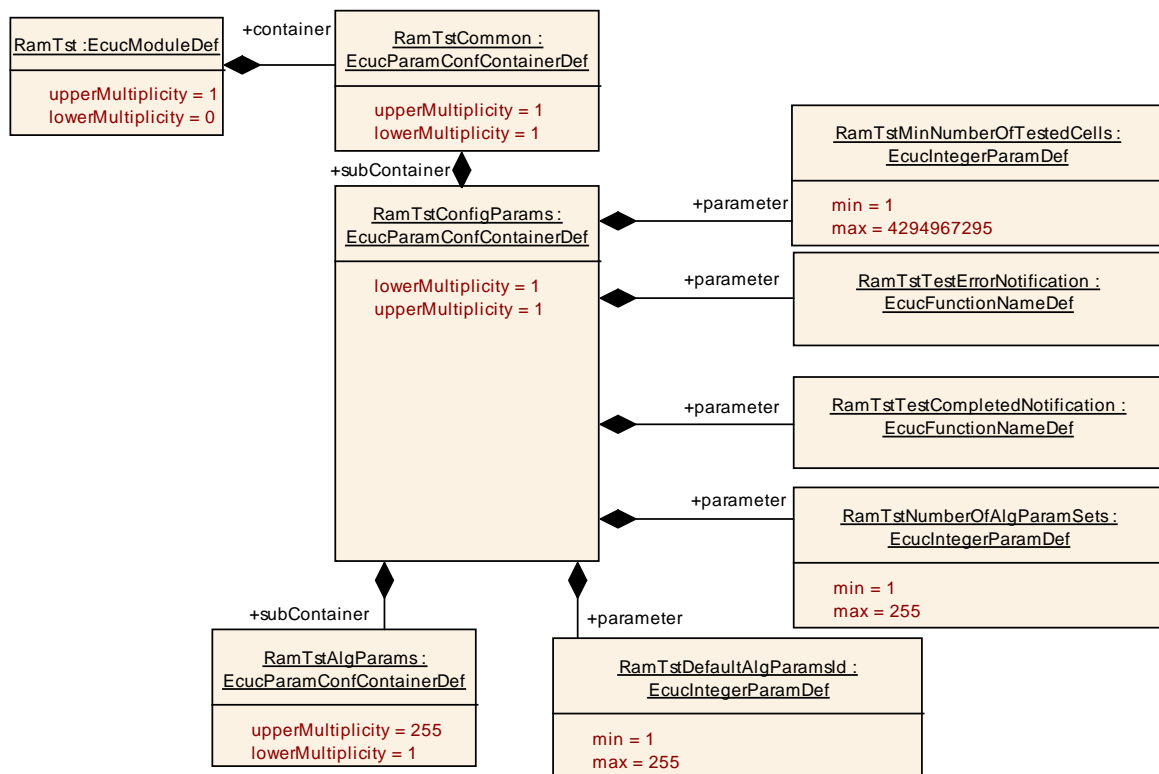 RamTst :EcucModuleDef
upperMultiplicity = 1
lowerMultiplicity = 0
+container
RamTstCommon :
EcucParamConfContainerDef
upperMultiplicity = 1
lowerMultiplicity = 1
+subContainer
RamTstConfigParams :
EcucParamConfContainerDef
lowerMultiplicity = 1
upperMultiplicity = 1
+parameter
RamTstMinNumberOfTestedCells :
EcucIntegerParamDef
min = 1
max = 4294967295
+parameter
RamTstTestErrorNotification :
EcucFunctionNameDef
+parameter
RamTstTestCompletedNotification :
EcucFunctionNameDef
+parameter
RamTstNumberOfAlgParamSets :
EcucIntegerParamDef
min = 1
max = 255
+subContainer
RamTstAlgParams :
EcucParamConfContainerDef
upperMultiplicity = 255
lowerMultiplicity = 1
+parameter
RamTstDefaultAlgParamsId :
EcucIntegerParamDef
min = 1
max = 255